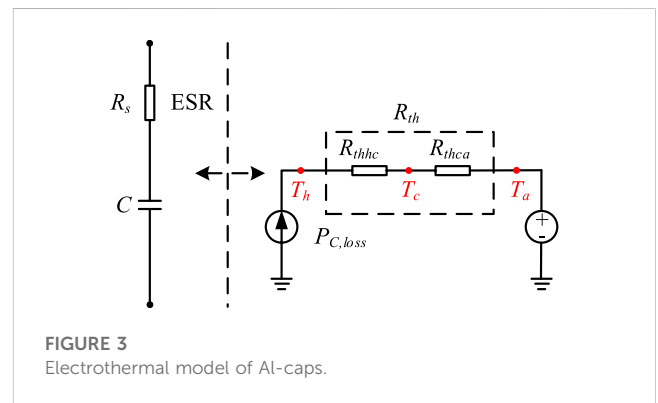 R_s ESR
C
R_th
R_thhc R_thca
T_h T_c T_a
P_C,loss
+
-
FIGURE 3
Electrothermal model of Al-caps.